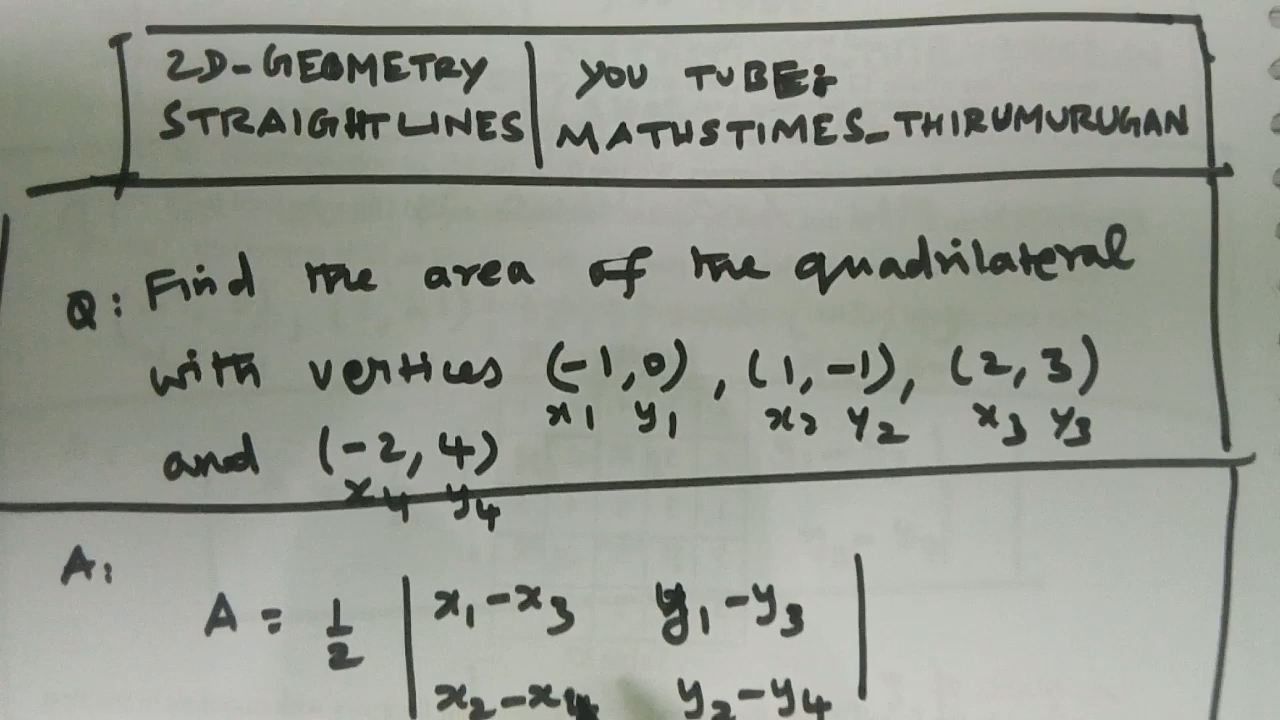 2D-GEOMETRY
STRAIGHT LINES
YOU TUBE:
MATHSTIMES_THIRUMURUGAN
Q: Find the area of the quadrilateral
with vertices (-1,0), (1,-1), (2,3)
x1 y1 x2 y2 x3 y3
and (-2,4)
x4 y4
A:
A = 1/2 | x1-x3 y1-y3 |
x2-x4 y2-y4